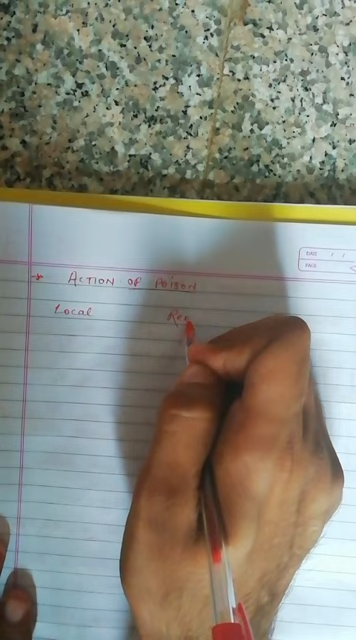 DATE / /
PAGE
→ ACTION OF POISON
Local